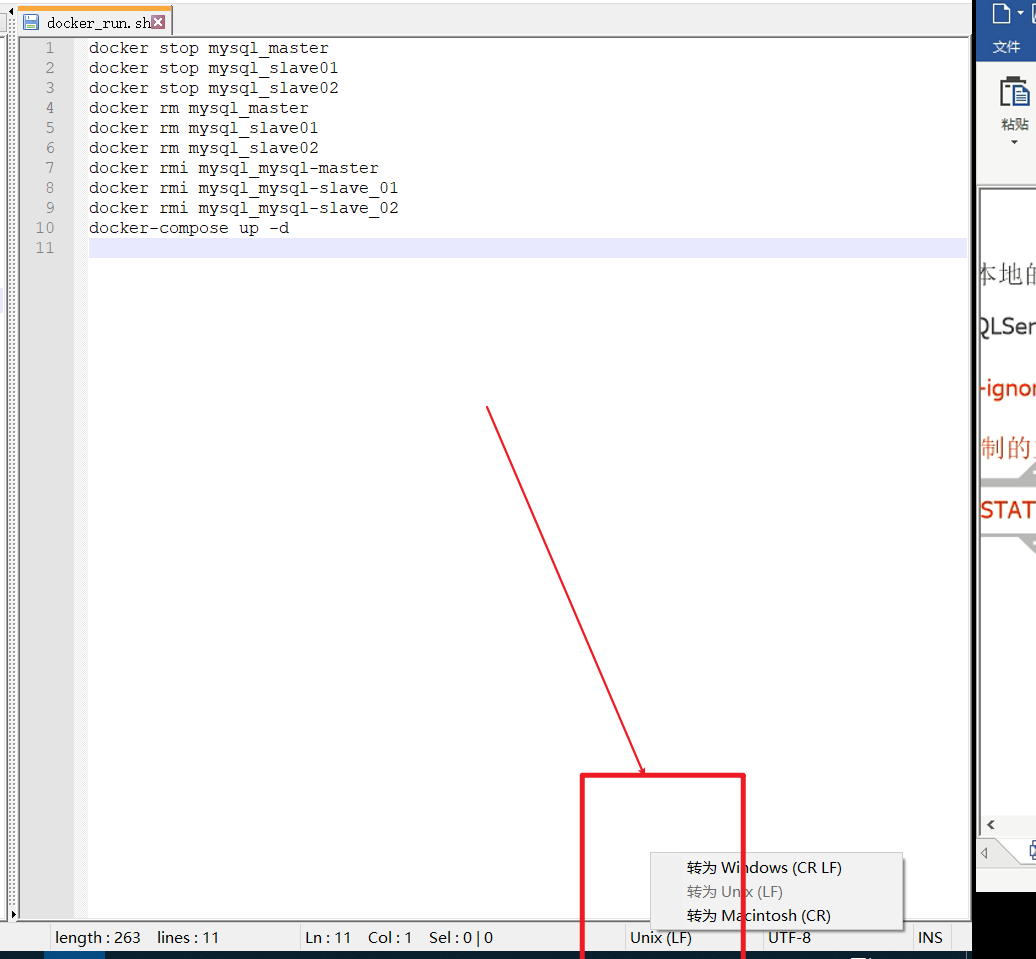 docker_run.sh
1 docker stop mysql_master
2 docker stop mysql_slave01
3 docker stop mysql_slave02
4 docker rm mysql_master
5 docker rm mysql_slave01
6 docker rm mysql_slave02
7 docker rmi mysql_mysql-master
8 docker rmi mysql_mysql-slave_01
9 docker rmi mysql_mysql-slave_02
10 docker-compose up -d
11
文件
粘贴
本地的
QLSer
-ignor
制的
STAT
转为 Windows (CR LF)
转为 Unix (LF)
转为 Macintosh (CR)
length : 263 lines : 11 Ln : 11 Col : 1 Sel : 0 | 0 Unix (LF) UTF-8 INS